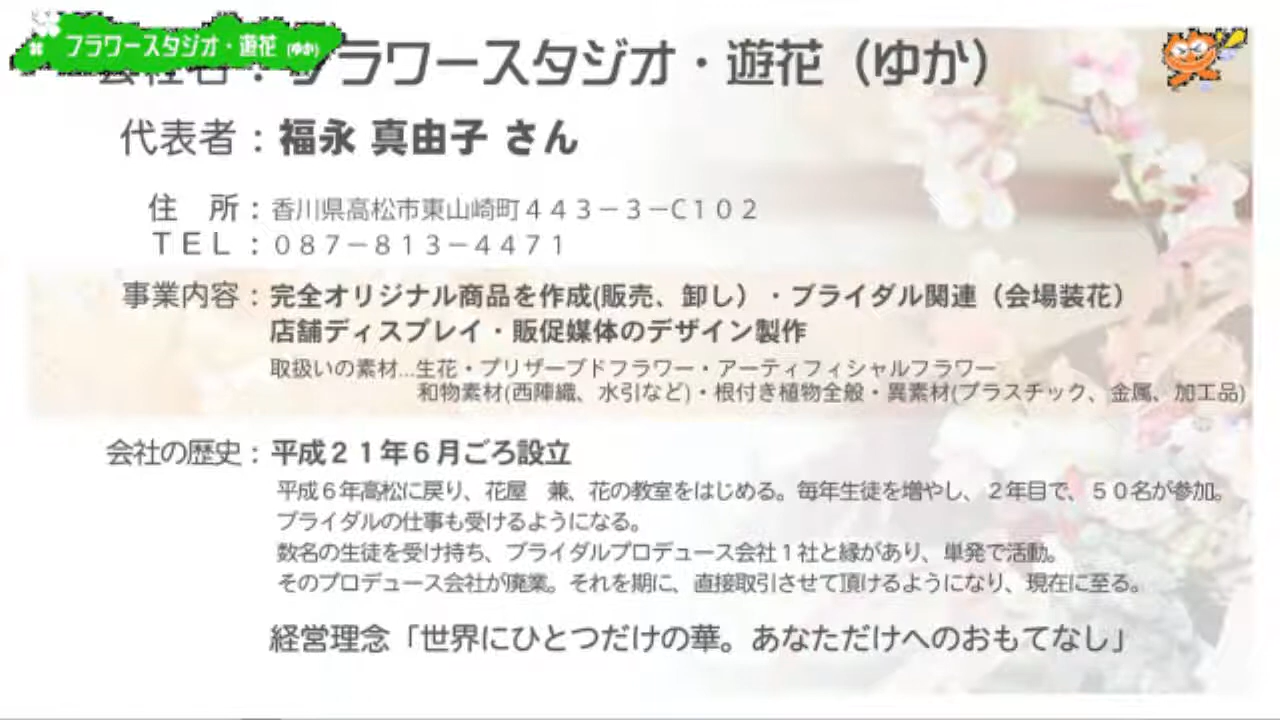 フラワースタジオ・遊花 (ゆか)
会社名：フラワースタジオ・遊花（ゆか）
代表者：福永 真由子 さん
住　所：香川県高松市東山崎町４４３－３－C１０２
ＴＥＬ：０８７－８１３－４４７１
事業内容：完全オリジナル商品を作成(販売、卸し）・ブライダル関連（会場装花）
店舗ディスプレイ・販促媒体のデザイン製作
取扱いの素材...生花・プリザーブドフラワー・アーティフィシャルフラワー
和物素材(西陣織、水引など)・根付き植物全般・異素材(プラスチック、金属、加工品)
会社の歴史：平成２１年６月ごろ設立
平成６年高松に戻り、花屋　兼、花の教室をはじめる。毎年生徒を増やし、２年目で、５０名が参加。
ブライダルの仕事も受けるようになる。
数名の生徒を受け持ち、ブライダルプロデュース会社１社と縁があり、単発で活動。
そのプロデュース会社が廃業。それを期に、直接取引させて頂けるようになり、現在に至る。
経営理念「世界にひとつだけの華。あなただけへのおもてなし」